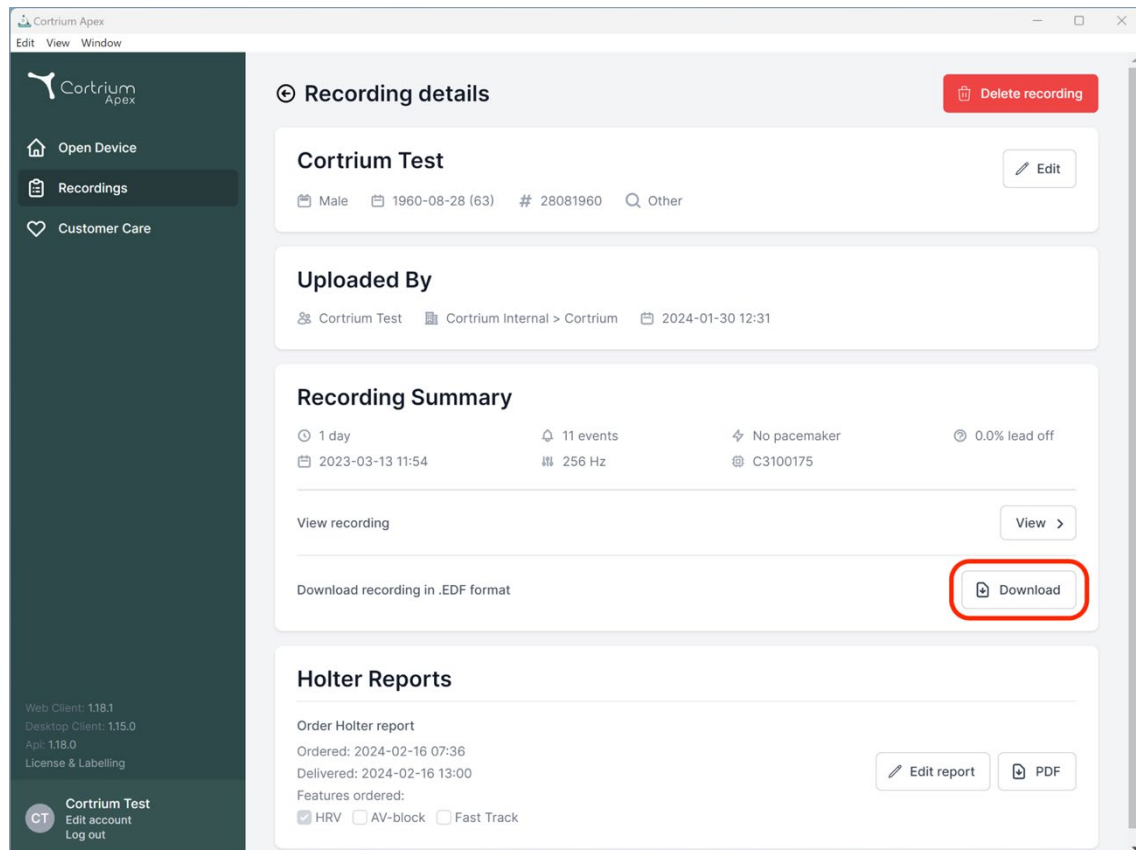 Cortrium Apex
Edit View Window
Cortrium
Apex
Open Device
Recordings
Customer Care
Web Client: 1.18.1
Desktop Client: 1.15.0
Api: 1.18.0
License & Labelling
CT
Cortrium Test
Edit account
Log out
Recording details
Delete recording
Cortrium Test
Edit
Male 1960-08-28 (63) # 28081960 Other
Uploaded By
Cortrium Test Cortrium Internal > Cortrium 2024-01-30 12:31
Recording Summary
1 day 11 events No pacemaker 0.0% lead off
2023-03-13 11:54 256 Hz C3100175
View recording View >
Download recording in .EDF format Download
Holter Reports
Order Holter report
Ordered: 2024-02-16 07:36
Delivered: 2024-02-16 13:00
Edit report PDF
Features ordered:
HRV AV-block Fast Track